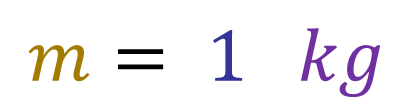 m = 1 kg